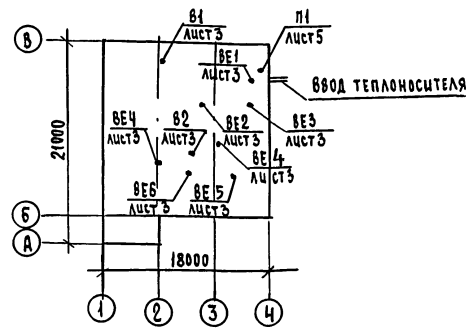 В1
лист3
П1
лист5
В
ВЕ1
лист3
ВВОД ТЕПЛОНОСИТЕЛЯ
ВЕ4
лист3
В2
лист3
ВЕ2
лист3
ВЕ3
лист3
21000
ВЕ4
лист3
ВЕ6
лист3
ВЕ5
лист3
Б
А
18000
1
2
3
4